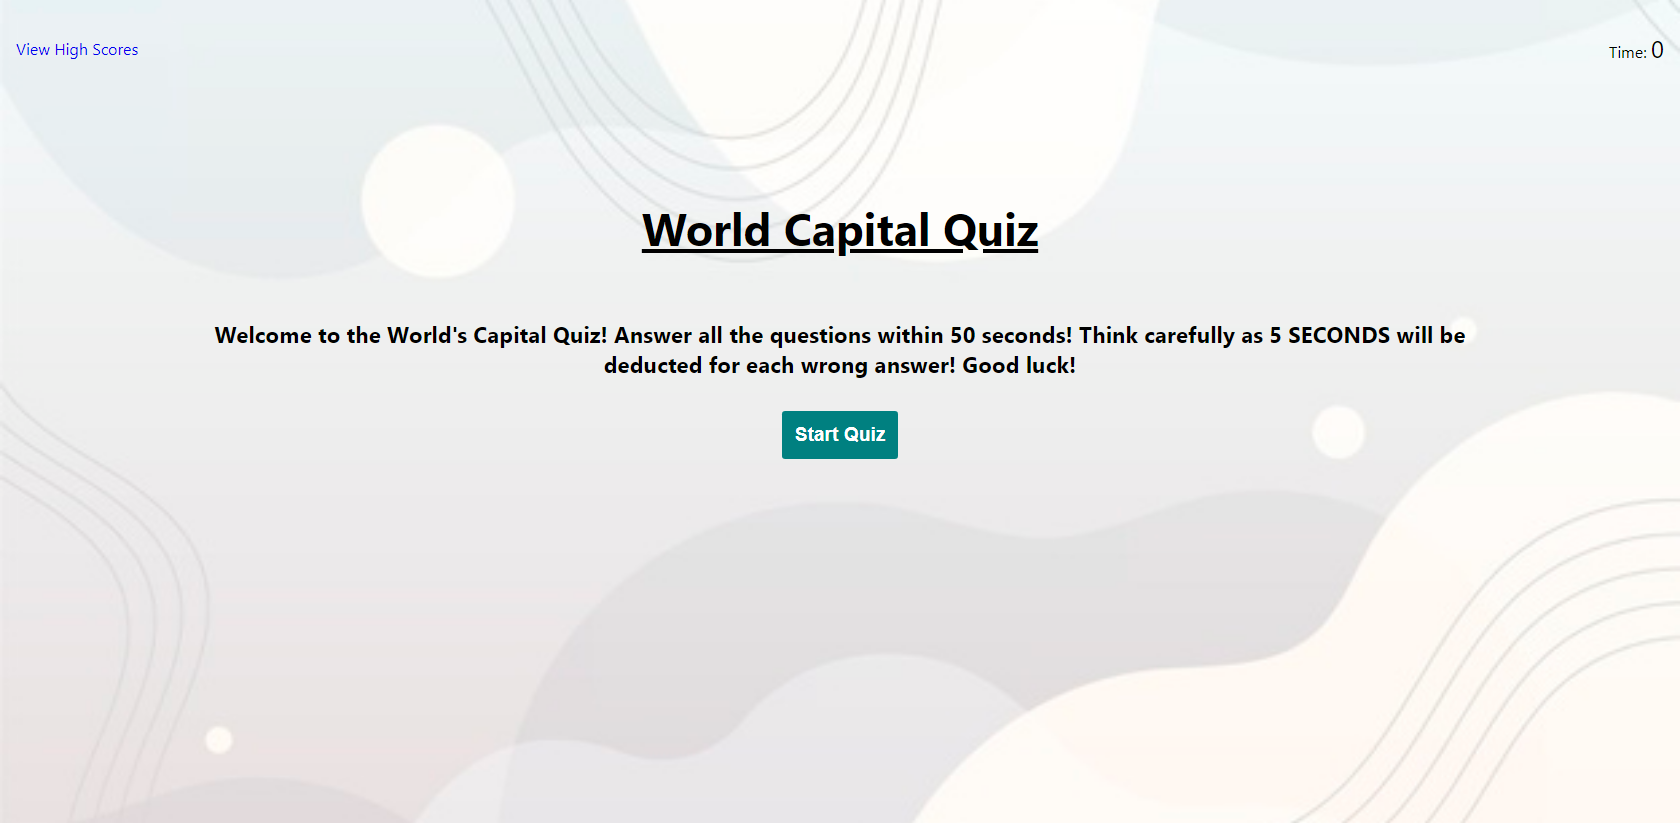 View High Scores
Time: 0
World Capital Quiz
Welcome to the World's Capital Quiz! Answer all the questions within 50 seconds! Think carefully as 5 SECONDS will be
deducted for each wrong answer! Good luck!
Start Quiz